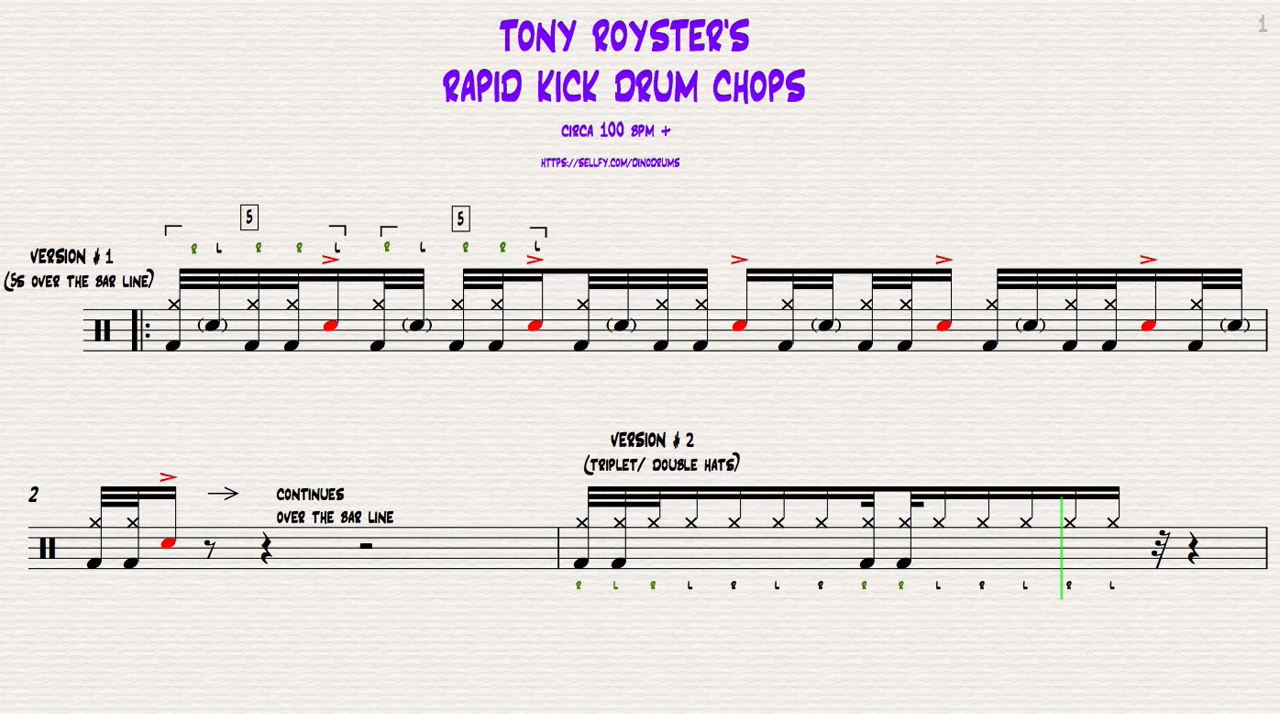 1
TONY ROYSTER'S
RAPID KICK DRUM CHOPS
CIRCA 100 BPM +
HTTPS://SELLFY.COM/DINODRUMS
5 5
R L R R L R L R R L
VERSION # 1
(5S OVER THE BAR LINE)
VERSION # 2
(TRIPLET/ DOUBLE HATS)
2
CONTINUES
OVER THE BAR LINE
R L R L R L R R R L R L R L